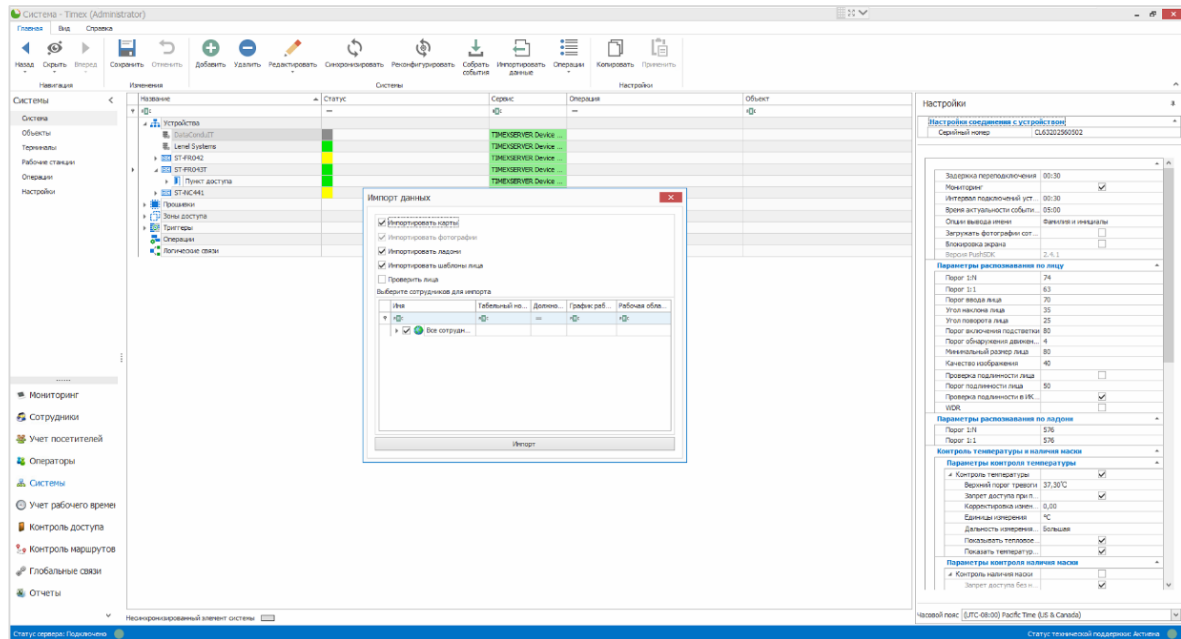 Система - Timex (Administrator)
Главная Вид Справка
Назад Скрыть Вперед Сохранить Отменить Добавить Удалить Редактировать Синхронизировать Реконфигурировать Собрать события Импортировать данные Операции Копировать Применить
Навигация Изменения Системы Настройки
Системы
Система
Объекты
Терминалы
Рабочие станции
Операции
Настройки
Мониторинг
Сотрудники
Учет посетителей
Операторы
Системы
Учет рабочего времен
Контроль доступа
Контроль маршрутов
Глобальные связи
Отчеты
Название Статус Сервис Операция Объект
Устройства
DataConduIT TIMEXSERVER Device ...
Lenel Systems TIMEXSERVER Device ...
ST-FR042 TIMEXSERVER Device ...
ST-FR043T TIMEXSERVER Device ...
Пункт доступа TIMEXSERVER Device ...
ST-NC441 TIMEXSERVER Device ...
Прошивки
Зоны доступа
Триггеры
Операции
Логические связи
Импорт данных
Импортировать карты
Импортировать фотографии
Импортировать ладони
Импортировать шаблоны лица
Проверить лица
Выберите сотрудников для импорта
Имя Табельный но... Должно... График раб... Рабочая обла...
Все сотрудн...
Импорт
Несинхронизированный элемент системы
Настройки
Настройки соединения с устройством
Серийный номер CL63202560502
Задержка переподключения 00:30
Мониторинг
Интервал подключений уст... 00:30
Время актуальности событи... 05:00
Опции вывода имени Фамилия и инициалы
Загружать фотографии сот...
Блокировка экрана
Версия PushSDK 2.4.1
Параметры распознавания по лицу
Порог 1:N 74
Порог 1:1 63
Порог ввода лица 70
Угол наклона лица 35
Угол поворота лица 25
Порог включения подстветки 80
Порог обнаружения движен... 4
Минимальный размер лица 80
Качество изображения 40
Проверка подлинности лица
Порог подлинности лица 50
Проверка подлинности в ИК...
WDR
Параметры распознавания по ладони
Порог 1:N 576
Порог 1:1 576
Контроль температуры и наличия маски
Параметры контроля температуры
Контроль температуры
Верхний порог тревоги 37,30°C
Запрет доступа при п...
Корректировка измен... 0,00
Единицы измерения °C
Дальность измерения... Большая
Показывать тепловое...
Показать температур...
Параметры контроля наличия маски
Контроль наличия маски
Запрет доступа без н...
Часовой пояс (UTC-08:00) Pacific Time (US & Canada)
Статус сервера: Подключено
Статус технической поддержки: Активна